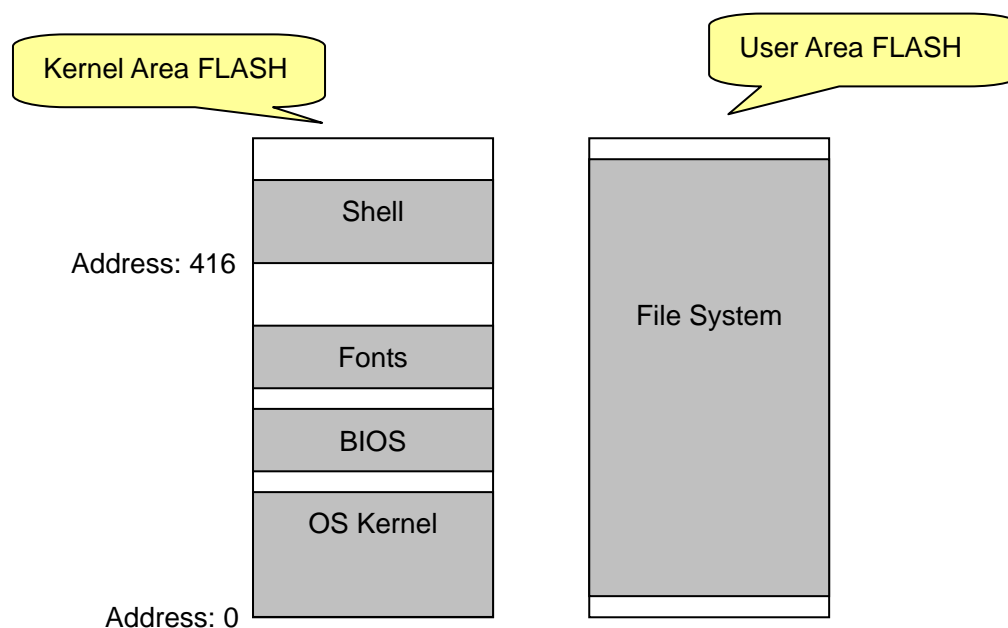 Kernel Area FLASH
User Area FLASH
Shell
Address: 416
File System
Fonts
BIOS
OS Kernel
Address: 0